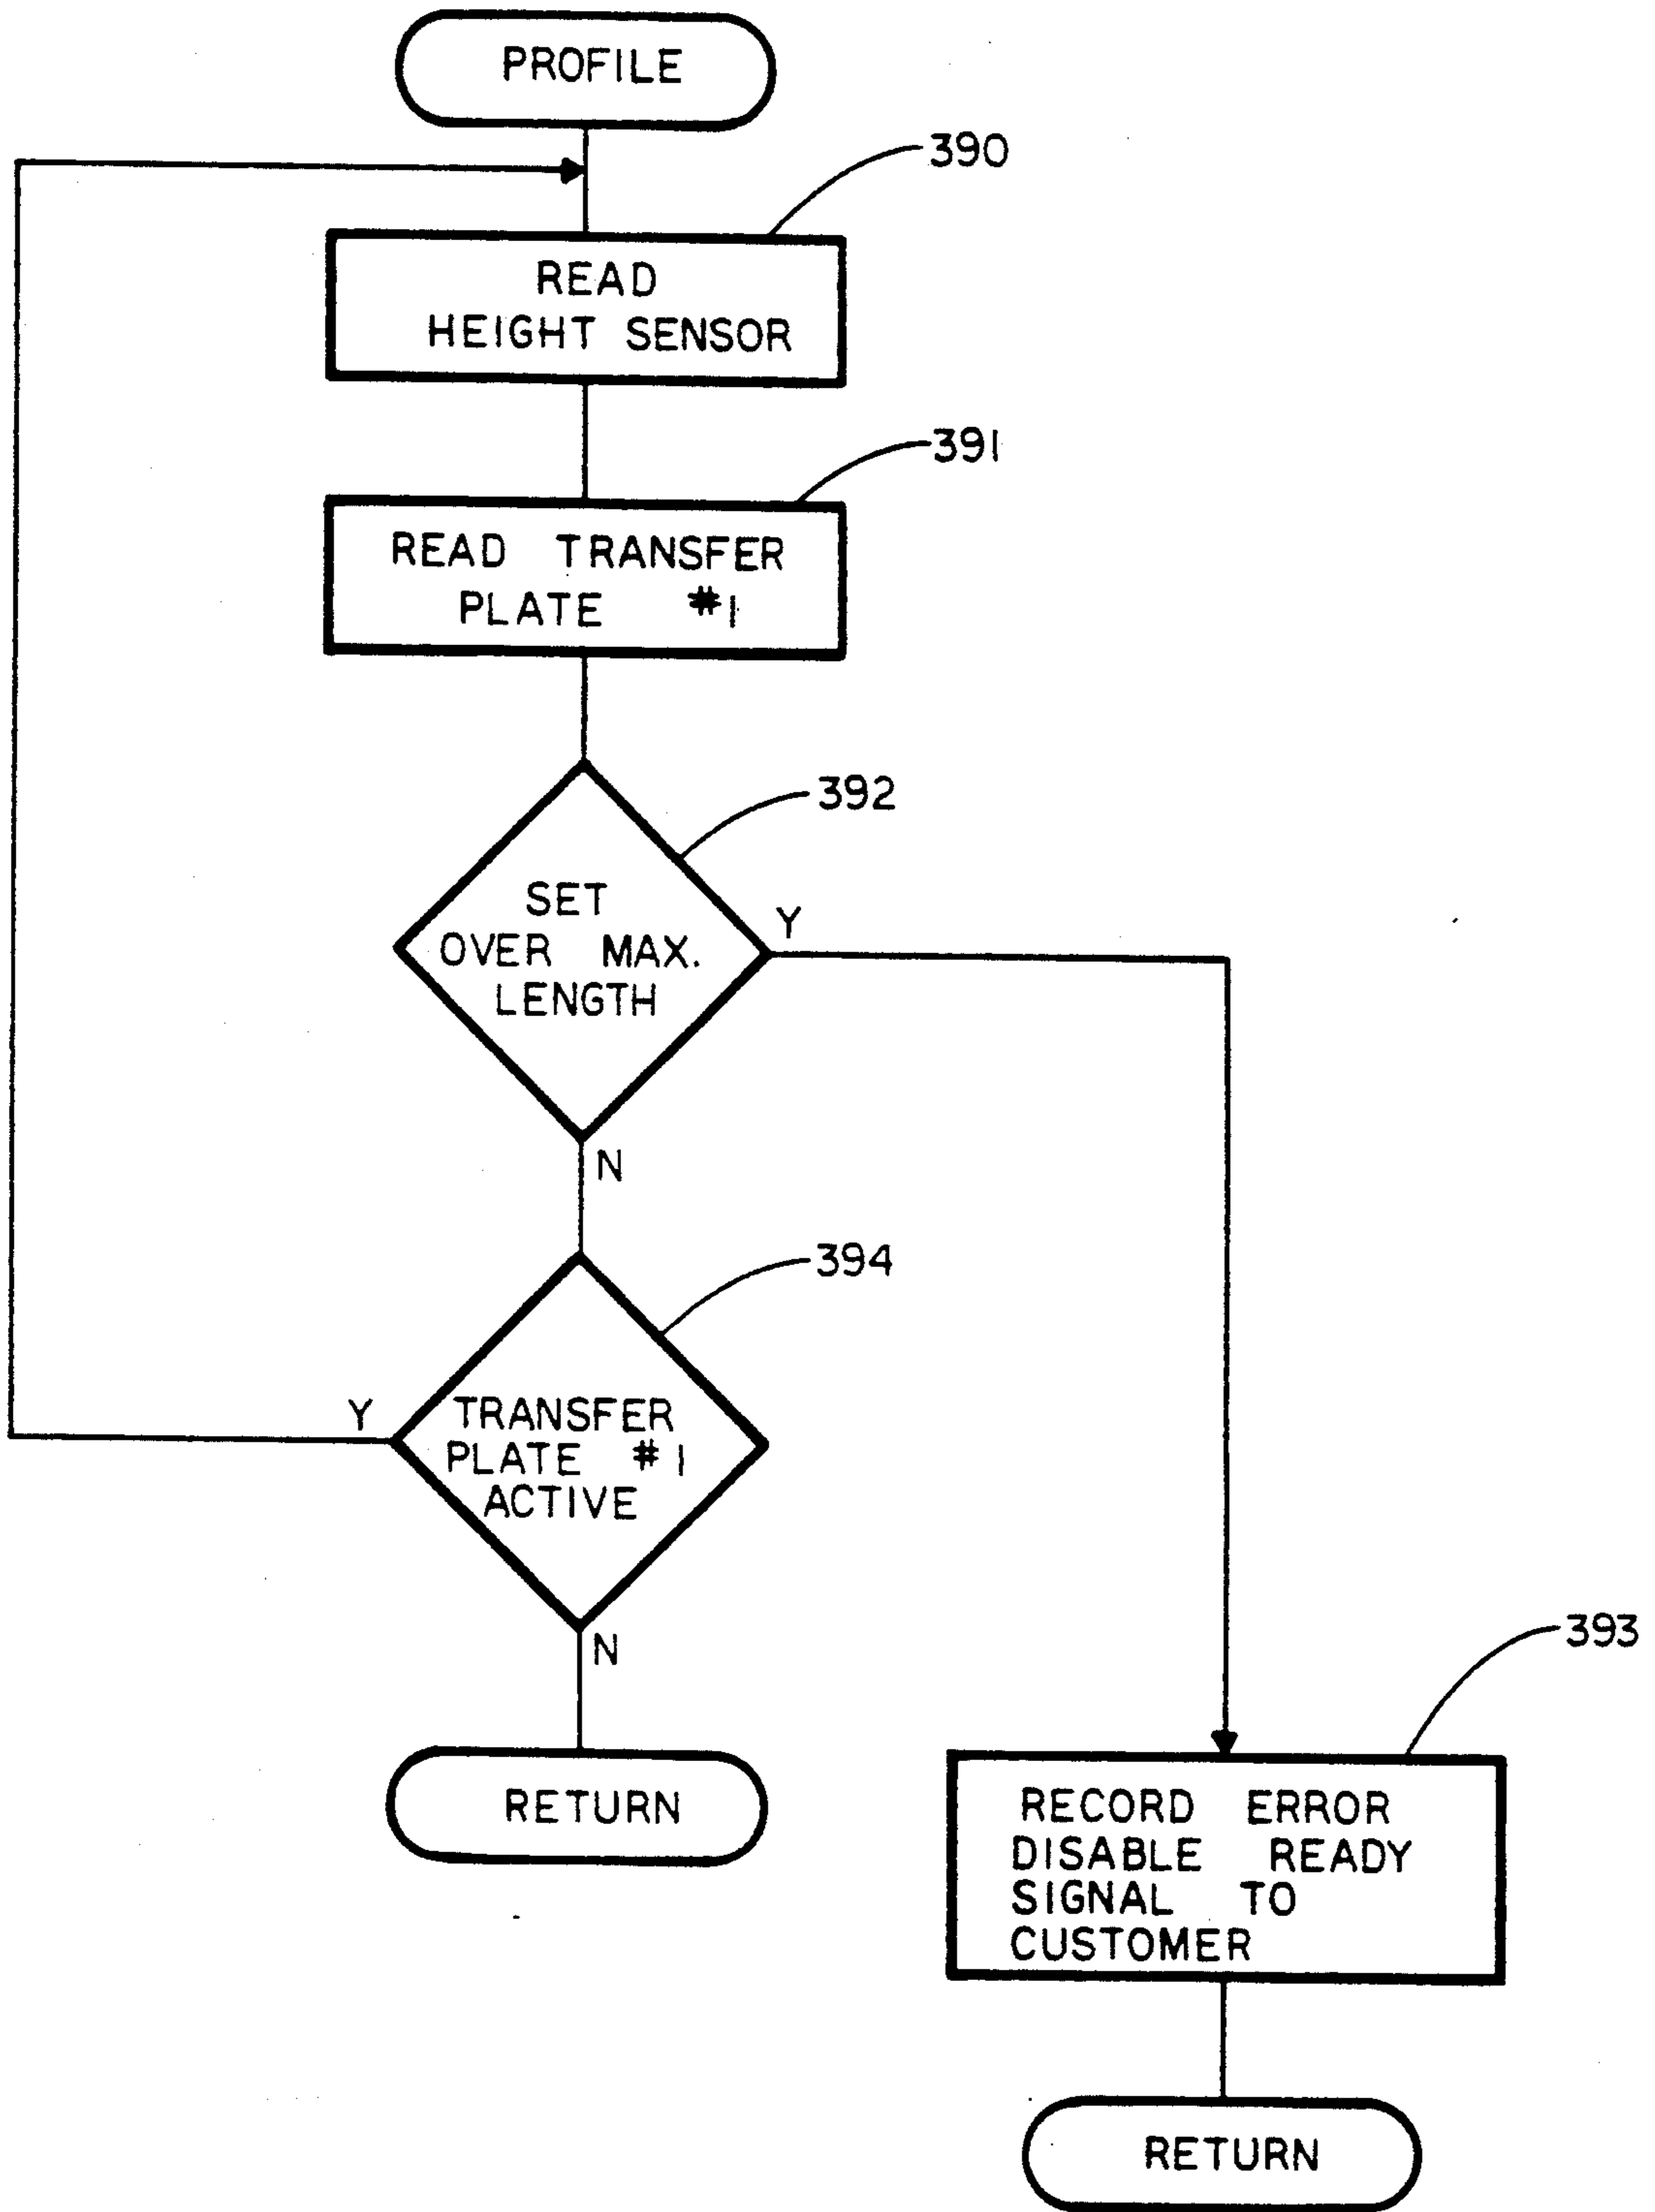 PROFILE
390
READ
HEIGHT SENSOR
391
READ TRANSFER
PLATE #1
392
SET
OVER MAX.
LENGTH
Y
N
394
TRANSFER
PLATE #1
ACTIVE
Y
N
RETURN
393
RECORD ERROR
DISABLE READY
SIGNAL TO
CUSTOMER
RETURN